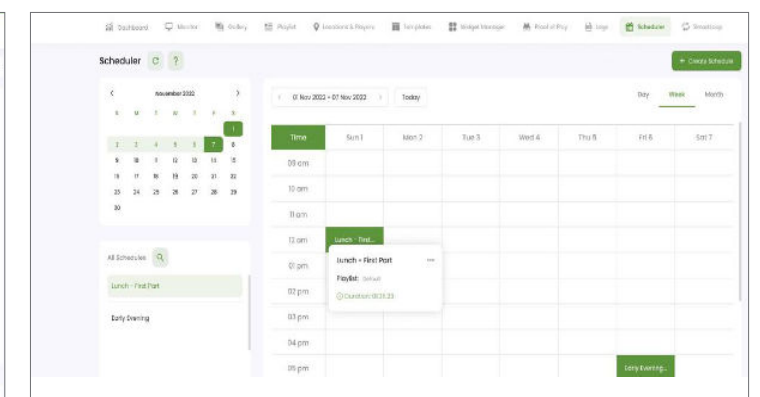 Dashboard Monitor Gallery Playlist Locations & Players Templates Widget Manager Proof of Play Logs Scheduler
Scheduler C ?
+ Create Schedule
< November 2022 >
< 01 Nov 2022 - 07 Nov 2022 > Today
Day Week Month
S M T W T F S
1
2 3 4 5 6 7 8
9 10 11 12 13 14 15
16 17 18 19 20 21 22
23 24 25 26 27 28 29
30
Time Sun 1 Mon 2 Tue 3 Wed 4 Thu 5 Fri 6 Sat 7
09 am
10 am
11 am
12 am Lunch - First...
01 pm
02 pm
03 pm
04 pm
05 pm Early Evening...
Lunch - First Part ...
Playlist: Default
Duration:
All Schedules
Lunch - First Part
Early Evening